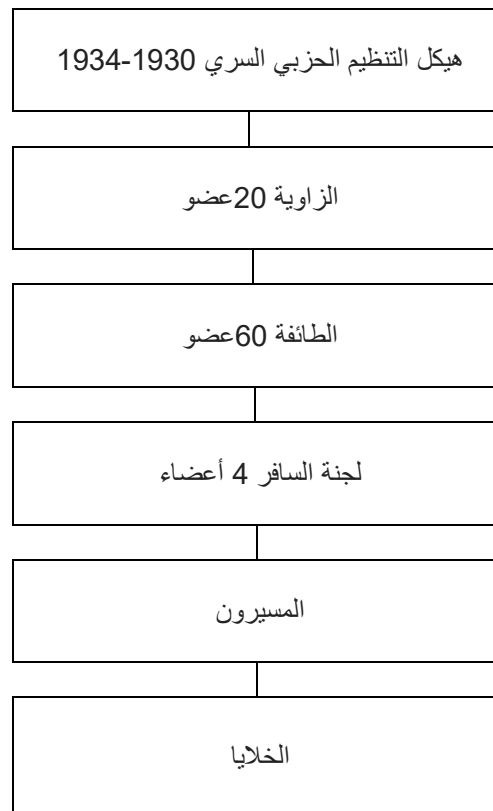 هيكل التنظيم الحزبي السري 1930-1934
الزاوية 20عضو
الطائفة 60عضو
لجنة السافر 4 أعضاء
المسيرون
الخلايا